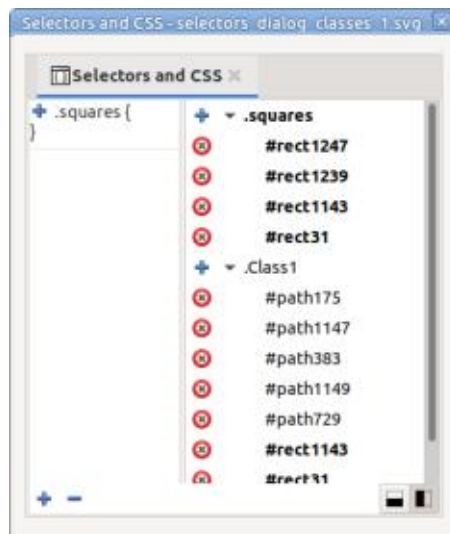 Selectors and CSS - selectors_dialog_classes_1.svg
Selectors and CSS
.squares {
}
.squares
#rect1247
#rect1239
#rect1143
#rect31
.Class1
#path175
#path1147
#path383
#path1149
#path729
#rect1143
#rect31